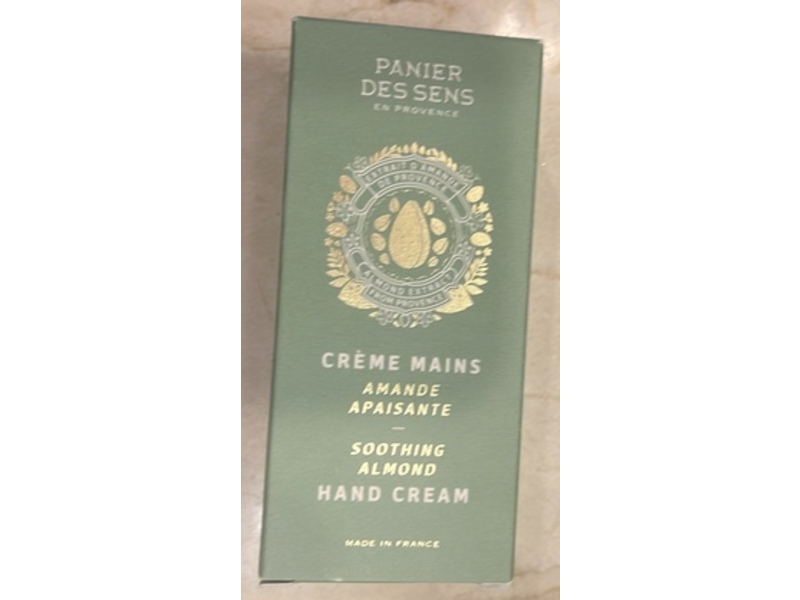 PANIER
DES SENS
EN PROVENCE
EXTRAIT D'AMANDE
DE PROVENCE
ALMOND EXTRACT
FROM PROVENCE
CRÈME MAINS
AMANDE
APAISANTE
—
SOOTHING
ALMOND
HAND CREAM
MADE IN FRANCE